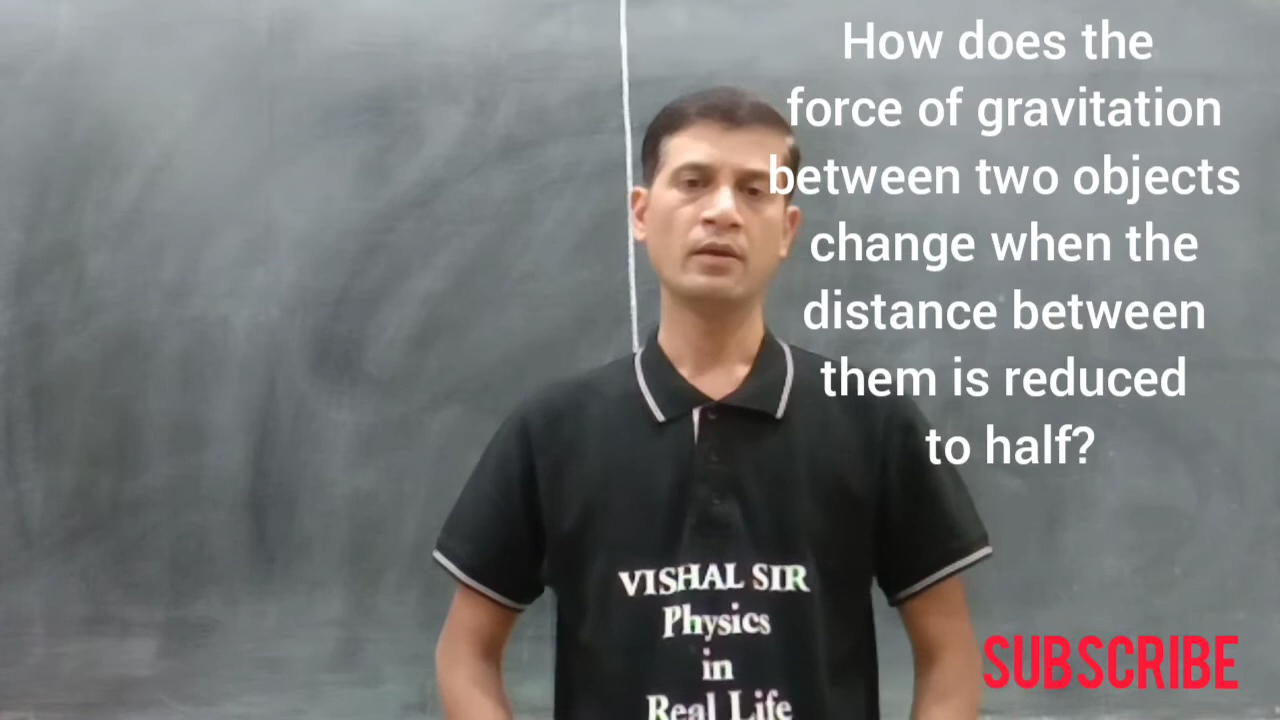 How does the
force of gravitation
between two objects
change when the
distance between
them is reduced
to half?
VISHAL SIR
Physics
in
Real Life
SUBSCRIBE